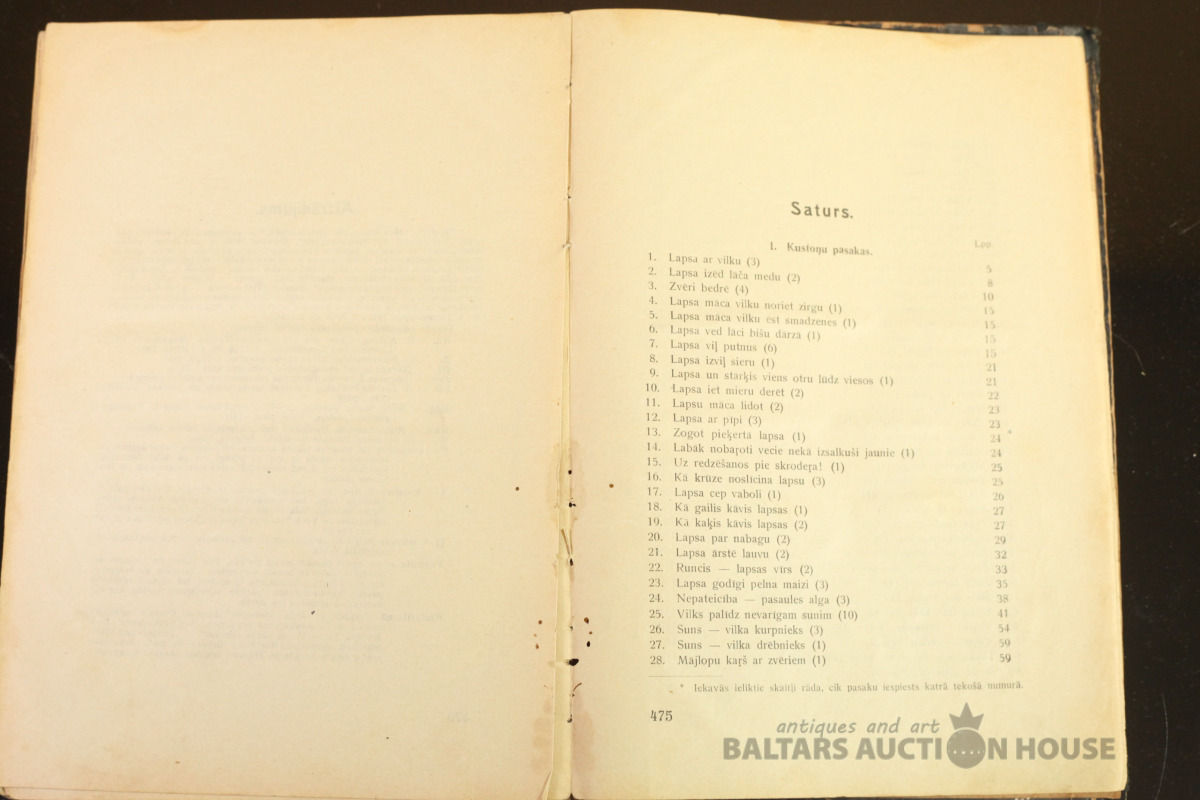 Saturs.
1. Kustoņu pasakas.
Lpp.
1. Lapsa ar vilku (3) 5
2. Lapsa izēd lāča medu (2) 8
3. Zvēri bedrē (4) 10
4. Lapsa māca vilku noriet zirgu (1) 15
5. Lapsa māca vilku ēst smadzenes (1) 15
6. Lapsa ved lāci bišu dārzā (1) 15
7. Lapsa viļ putnus (6) 15
8. Lapsa izviļ sieru (1) 21
9. Lapsa un stārķis viens otru lūdz viesos (1) 21
10. Lapsa iet mieru derēt (2) 22
11. Lapsu māca lidot (2) 23
12. Lapsa ar pīpi (3) 23
13. Zogot pieķerta lapsa (1) 24 *
14. Labāk nobaŗoti vecie nekā izsalkuši jaunie (1) 24
15. Uz redzēšanos pie skrodeŗa! (1) 25
16. Kā krūze noslīcina lapsu (3) 25
17. Lapsa cep vaboli (1) 26
18. Kā gailis kāvis lapsas (1) 27
19. Kā kaķis kāvis lapsas (2) 27
20. Lapsa par nabagu (2) 29
21. Lapsa ārstē lauvu (2) 32
22. Runcis — lapsas vīrs (2) 33
23. Lapsa godīgi pelna maizi (3) 35
24. Nepateicība — pasaules alga (3) 38
25. Vilks palīdz nevarīgam sunim (10) 41
26. Suns — vilka kurpnieks (3) 54
27. Suns — vilka drēbnieks (1) 59
28. Mājlopu kaŗš ar zvēriem (1) 59
* Iekavās ieliktie skaitļi rāda, cik pasaku iespiests katrā tekošā numurā.
475
antiques and art
BALTARS AUCTION HOUSE